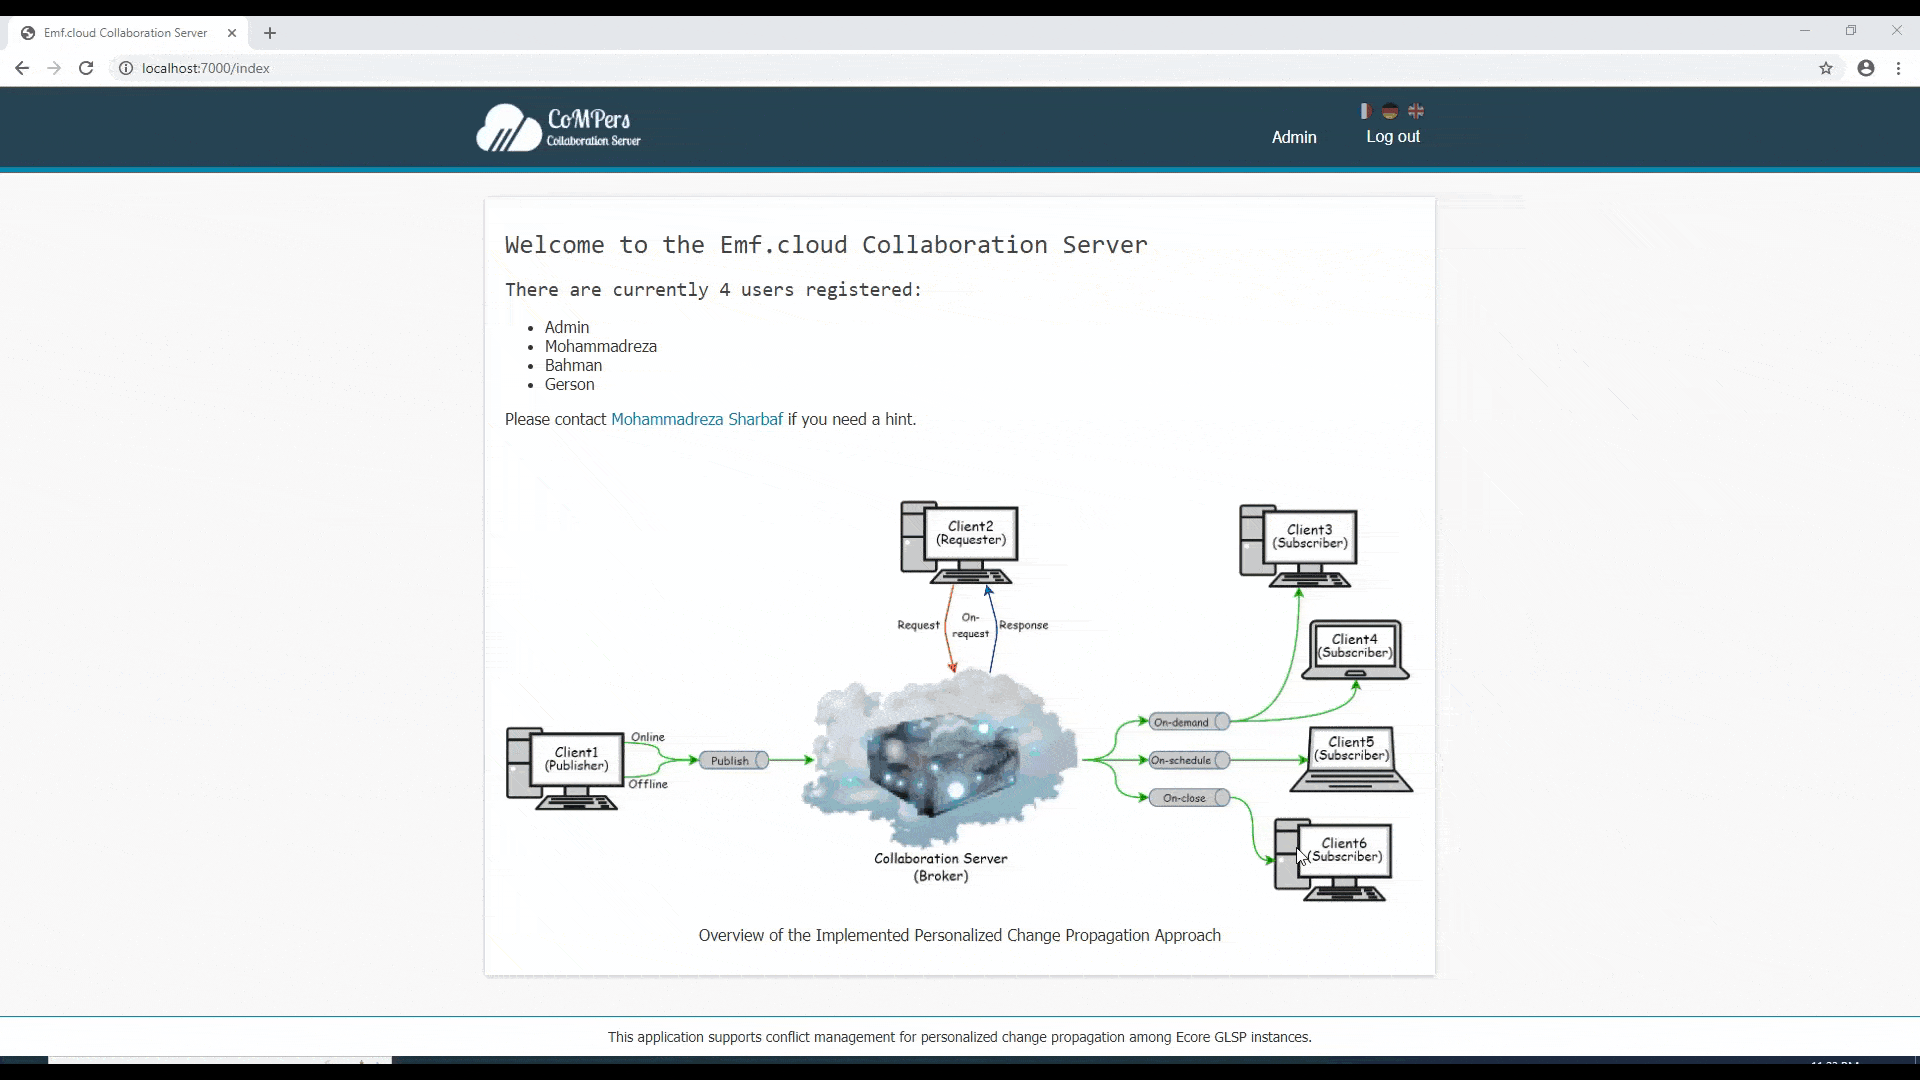 Emf.cloud Collaboration Server
localhost:7000/index
CoMPers
Collaboration Server
Admin
Log out
Welcome to the Emf.cloud Collaboration Server
There are currently 4 users registered:
• Admin
• Mohammadreza
• Bahman
• Gerson
Please contact Mohammadreza Sharbaf if you need a hint.
Client2
(Requester)
Client3
(Subscriber)
Request
On-
request
Response
Client4
(Subscriber)
Client1
(Publisher)
Online
Offline
Publish
On-demand
On-schedule
On-close
Client5
(Subscriber)
Client6
(Subscriber)
Collaboration Server
(Broker)
Overview of the Implemented Personalized Change Propagation Approach
This application supports conflict management for personalized change propagation among Ecore GLSP instances.